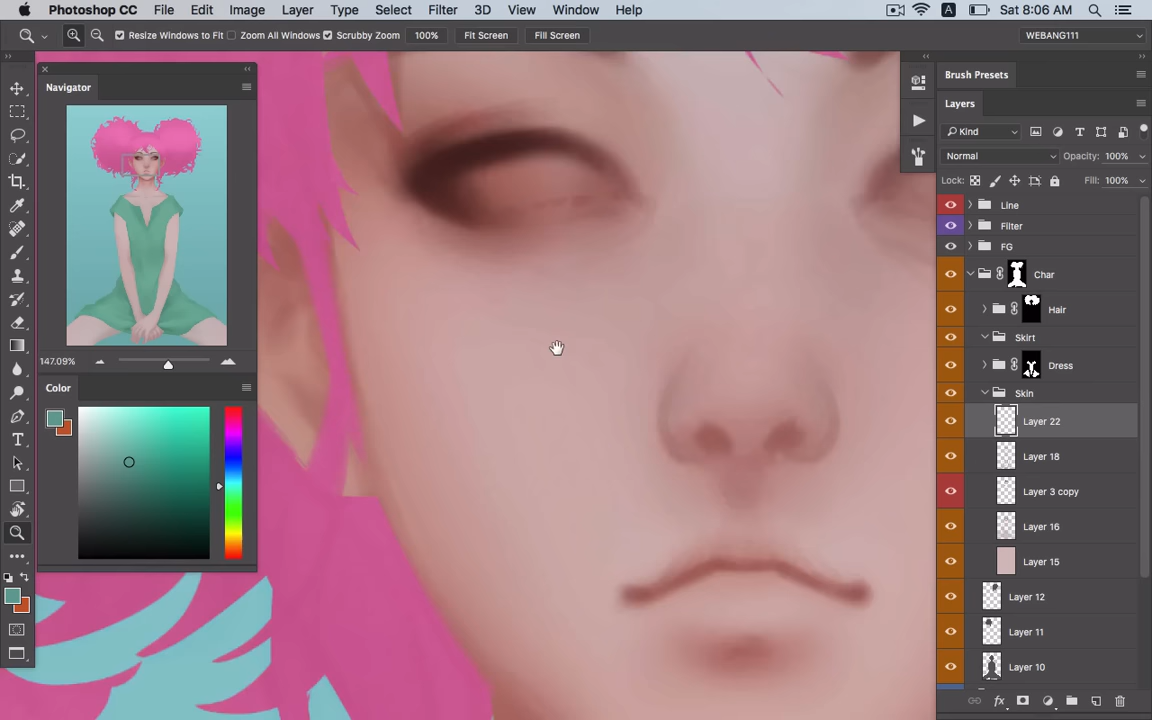 Photoshop CC File Edit Image Layer Type Select Filter 3D View Window Help A Sat 8:06 AM
Resize Windows to Fit Zoom All Windows Scrubby Zoom 100% Fit Screen Fill Screen WEBANG111
Navigator
147.09%
Color
T
Brush Presets
Layers
Kind T
Normal Opacity: 100%
Lock: Fill: 100%
Line
Filter
FG
Char
Hair
Skirt
Dress
Skin
Layer 22
Layer 18
Layer 3 copy
Layer 16
Layer 15
Layer 12
Layer 11
Layer 10
fx